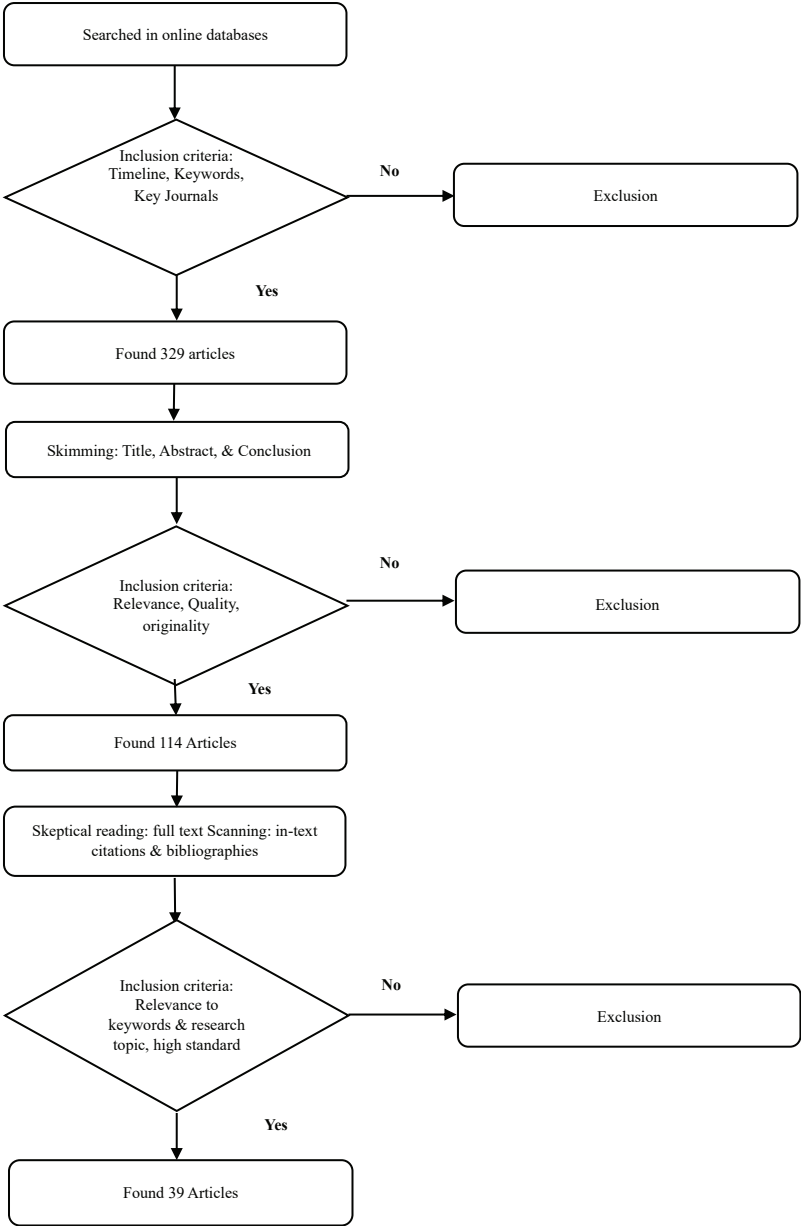 Searched in online databases
Inclusion criteria:
Timeline, Keywords,
Key Journals
No
Exclusion
Yes
Found 329 articles
Skimming: Title, Abstract, & Conclusion
Inclusion criteria:
Relevance, Quality,
originality
No
Exclusion
Yes
Found 114 Articles
Skeptical reading: full text Scanning: in-text
citations & bibliographies
Inclusion criteria:
Relevance to
keywords & research
topic, high standard
No
Exclusion
Yes
Found 39 Articles